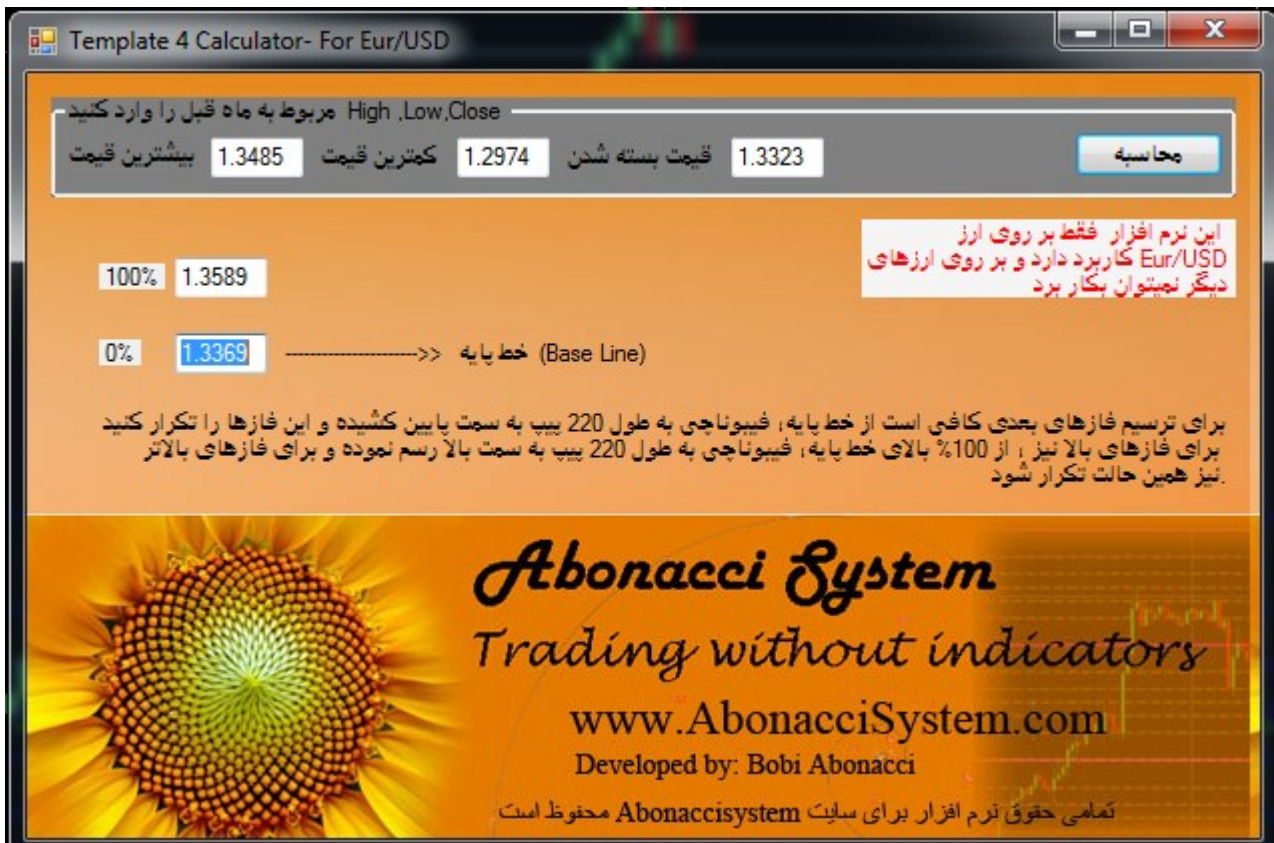 Template 4 Calculator- For Eur/USD
مربوط به ماه قبل را وارد کنید High ,Low,Close
بیشترین قیمت 1.3485 کمترین قیمت 1.2974 قیمت بسته شدن 1.3323 محاسبه
این نرم افزار فقط بر روی ارز
Eur/USD کاربرد دارد و بر روی ارزهای
دیگر نمیتوان بکار برد
100% 1.3589
0% 1.3369 ---------------------->> خط پایه (Base Line)
برای ترسیم فازهای بعدی کافی است از خط پایه، فیبوناچی به طول 220 پیپ به سمت پایین کشیده و این فازها را تکرار کنید
برای فازهای بالا نیز ، از 100% بالای خط پایه، فیبوناچی به طول 220 پیپ به سمت بالا رسم نموده و برای فازهای بالاتر
نیز همین حالت تکرار شود.
Abonacci System
Trading without indicators
www.AbonacciSystem.com
Developed by: Bobi Abonacci
تمامی حقوق نرم افزار برای سایت Abonaccisystem محفوظ است